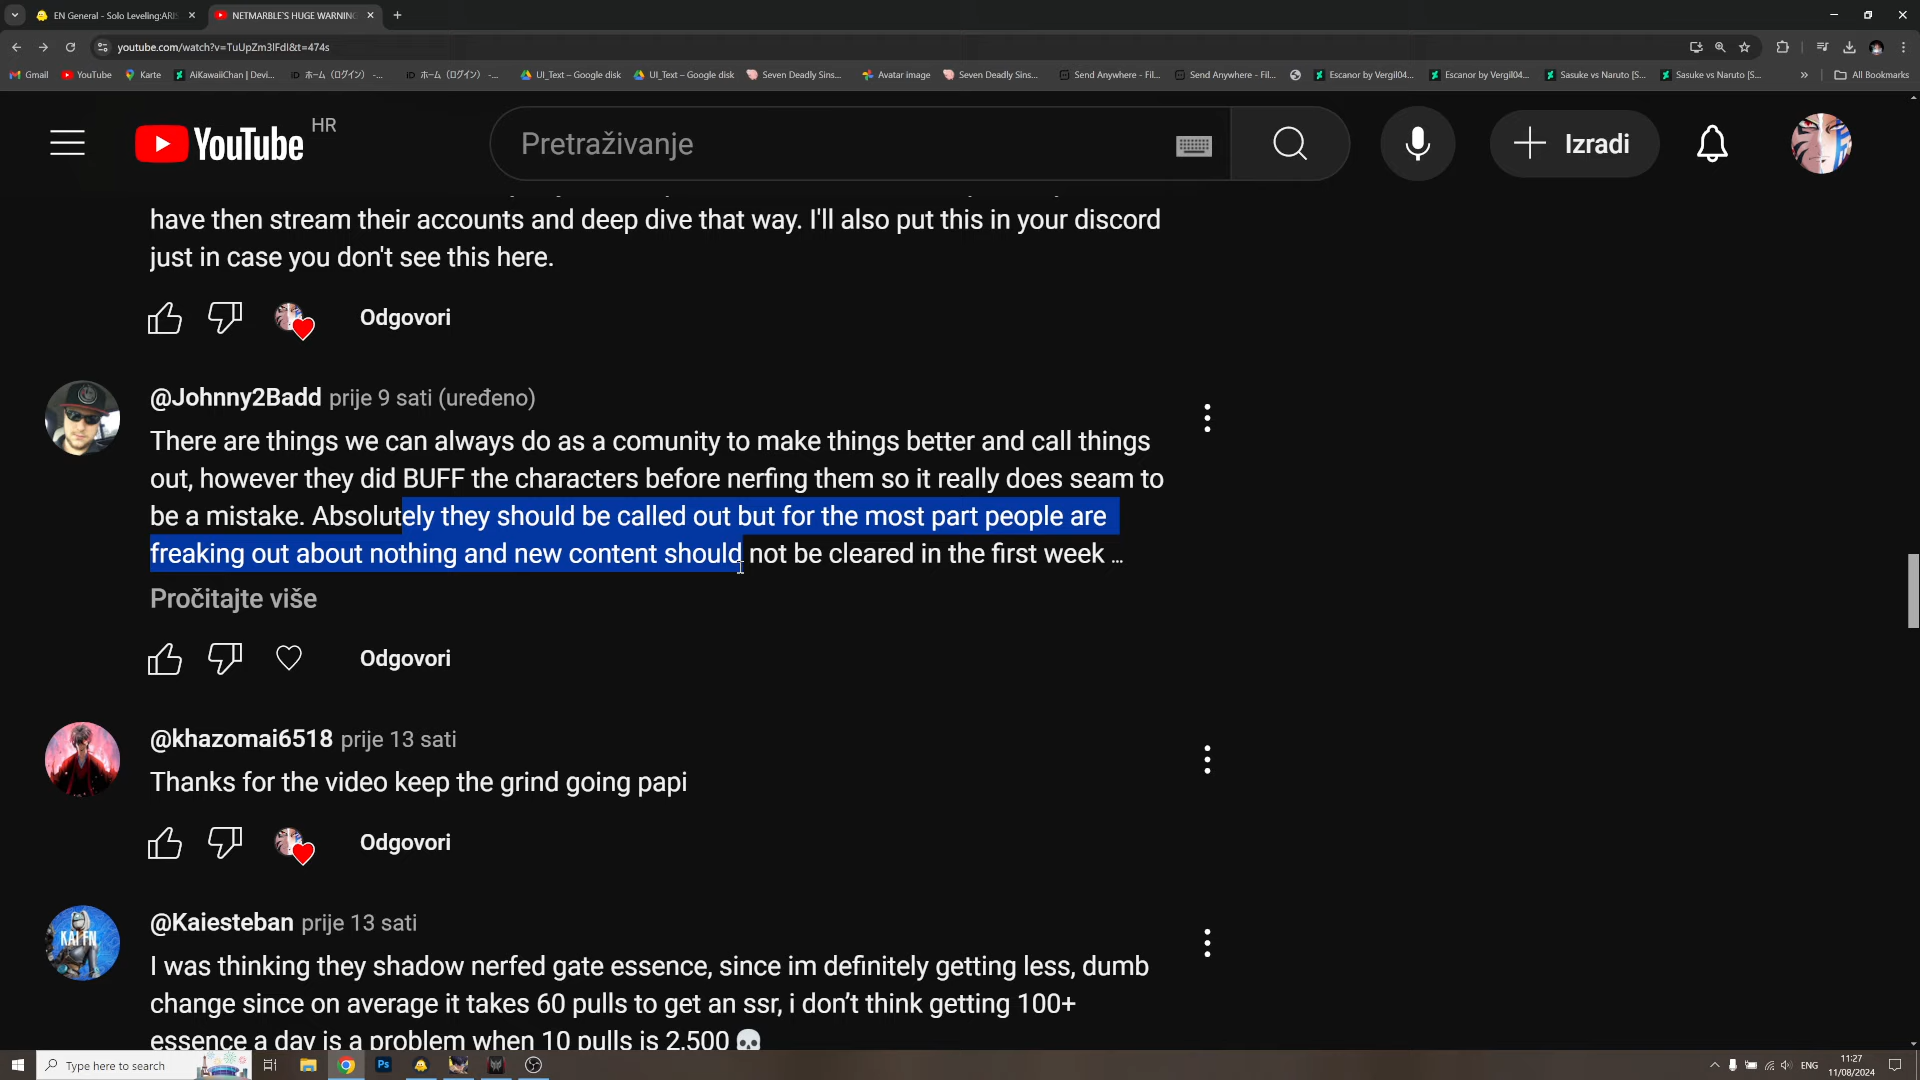 EN General - Solo Leveling:ARIS
NETMARBLE'S HUGE WARNING
youtube.com/watch?v=TuUpZm3lFdI&t=474s
Gmail
YouTube
Karte
AiKawaiiChan | Devi...
ホーム（ログイン） -...
ホーム（ログイン） -...
UI_Text – Google disk
UI_Text – Google disk
Seven Deadly Sins...
Avatar image
Seven Deadly Sins...
Send Anywhere - Fil...
Send Anywhere - Fil...
Escanor by Vergil04...
Escanor by Vergil04...
Sasuke vs Naruto [S...
Sasuke vs Naruto [S...
All Bookmarks
YouTube HR
Pretraživanje
Izradi
have then stream their accounts and deep dive that way. I'll also put this in your discord
just in case you don't see this here.
Odgovori
@Johnny2Badd prije 9 sati (uređeno)
There are things we can always do as a comunity to make things better and call things
out, however they did BUFF the characters before nerfing them so it really does seam to
be a mistake. Absolutely they should be called out but for the most part people are
freaking out about nothing and new content should not be cleared in the first week ...
Pročitajte više
Odgovori
@khazomai6518 prije 13 sati
Thanks for the video keep the grind going papi
Odgovori
KAI FN
@Kaiesteban prije 13 sati
I was thinking they shadow nerfed gate essence, since im definitely getting less, dumb
change since on average it takes 60 pulls to get an ssr, i don’t think getting 100+
essence a day is a problem when 10 pulls is 2,500 💀
Type here to search
Ps
ENG
11:27
11/08/2024